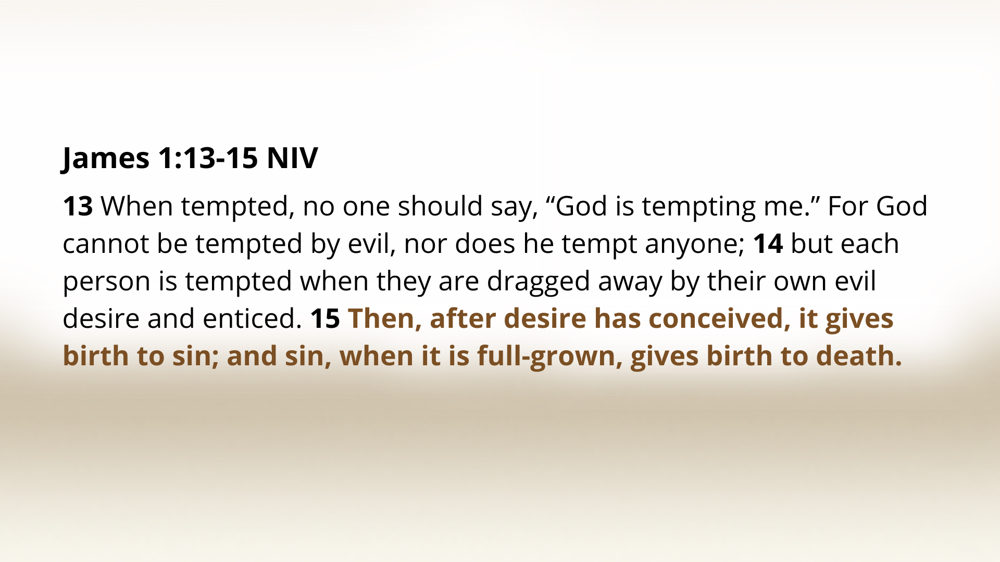 James 1:13-15 NIV
13 When tempted, no one should say, “God is tempting me.” For God
cannot be tempted by evil, nor does he tempt anyone; 14 but each
person is tempted when they are dragged away by their own evil
desire and enticed. 15 Then, after desire has conceived, it gives
birth to sin; and sin, when it is full-grown, gives birth to death.